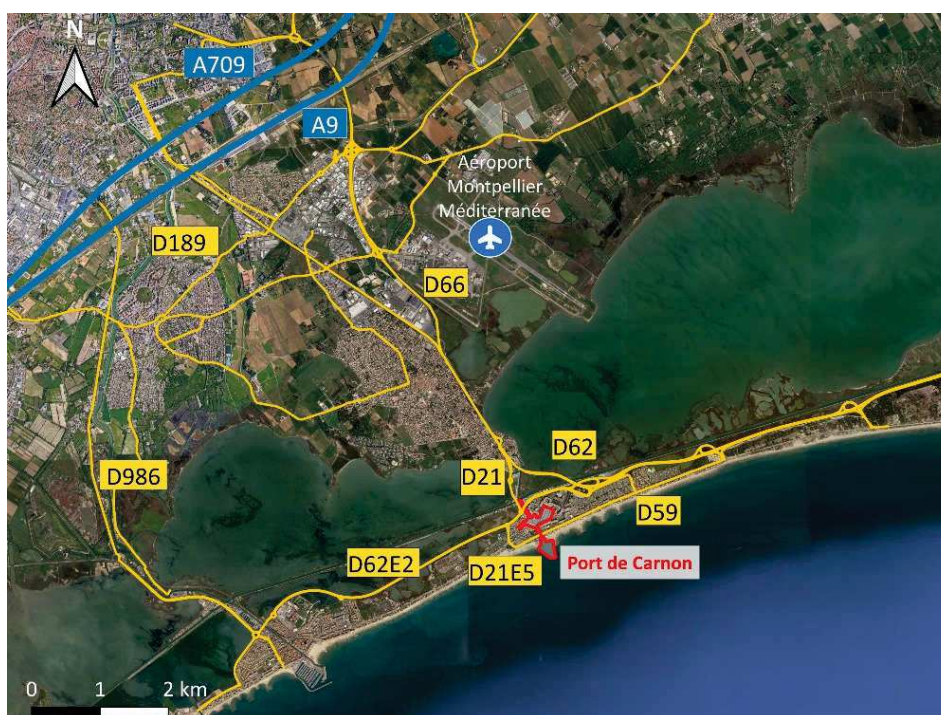 N
A709
A9
Aéroport
Montpellier
Méditerranée
D189
D66
D62
D21
D986
D59
D62E2
D21E5
Port de Carnon
0 1 2 km